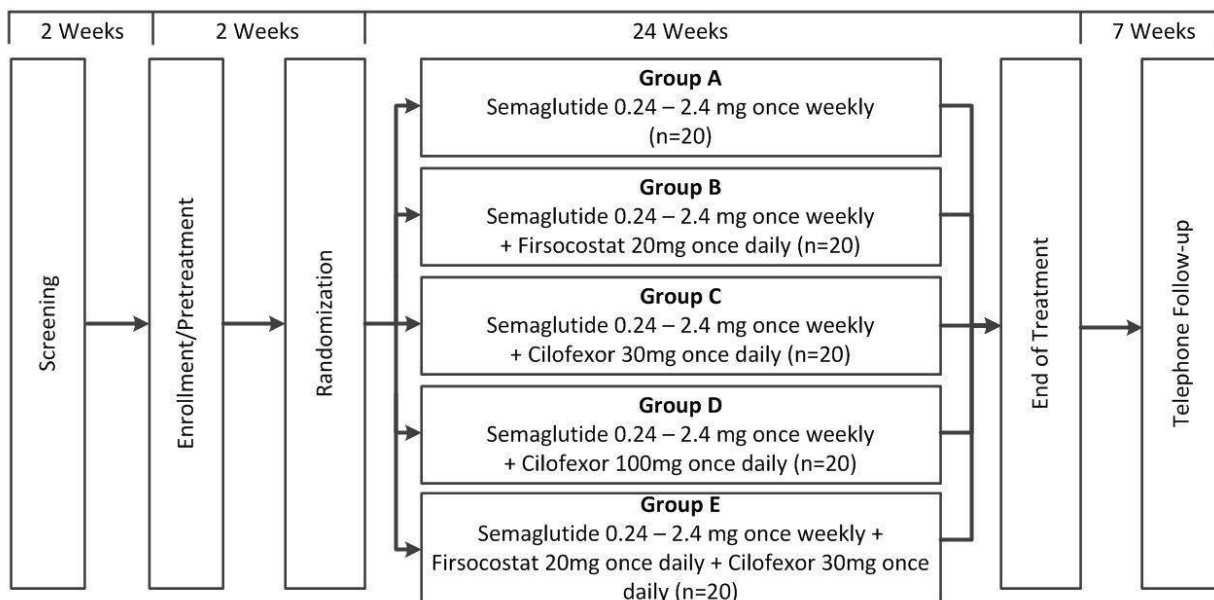 2 Weeks
2 Weeks
24 Weeks
7 Weeks
Screening
Enrollment/Pretreatment
Randomization
Group A
Semaglutide 0.24 – 2.4 mg once weekly
(n=20)
Group B
Semaglutide 0.24 – 2.4 mg once weekly
+ Firsocostat 20mg once daily (n=20)
Group C
Semaglutide 0.24 – 2.4 mg once weekly
+ Cilofexor 30mg once daily (n=20)
Group D
Semaglutide 0.24 – 2.4 mg once weekly
+ Cilofexor 100mg once daily (n=20)
Group E
Semaglutide 0.24 – 2.4 mg once weekly +
Firsocostat 20mg once daily + Cilofexor 30mg once
daily (n=20)
End of Treatment
Telephone Follow-up